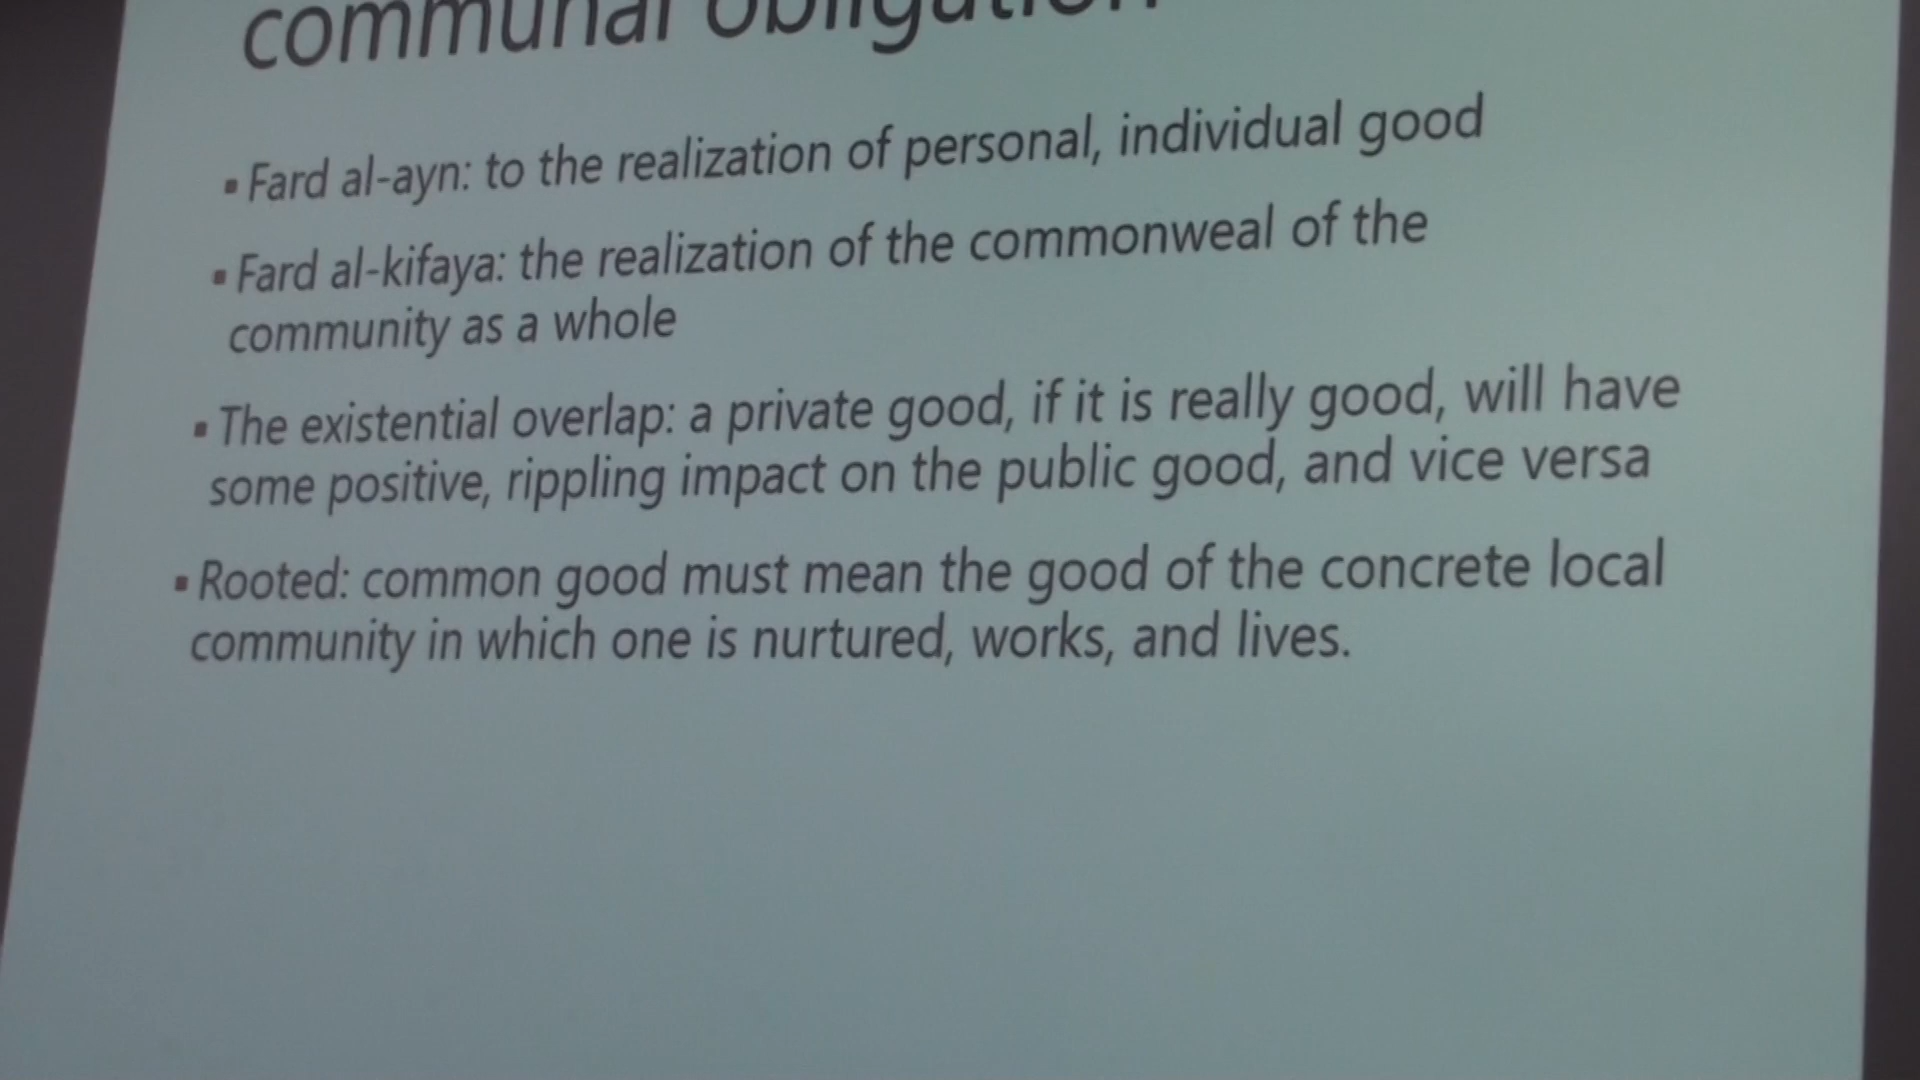 communal obligation
▪ Fard al-ayn: to the realization of personal, individual good
▪ Fard al-kifaya: the realization of the commonweal of the
community as a whole
▪ The existential overlap: a private good, if it is really good, will have
some positive, rippling impact on the public good, and vice versa
▪ Rooted: common good must mean the good of the concrete local
community in which one is nurtured, works, and lives.